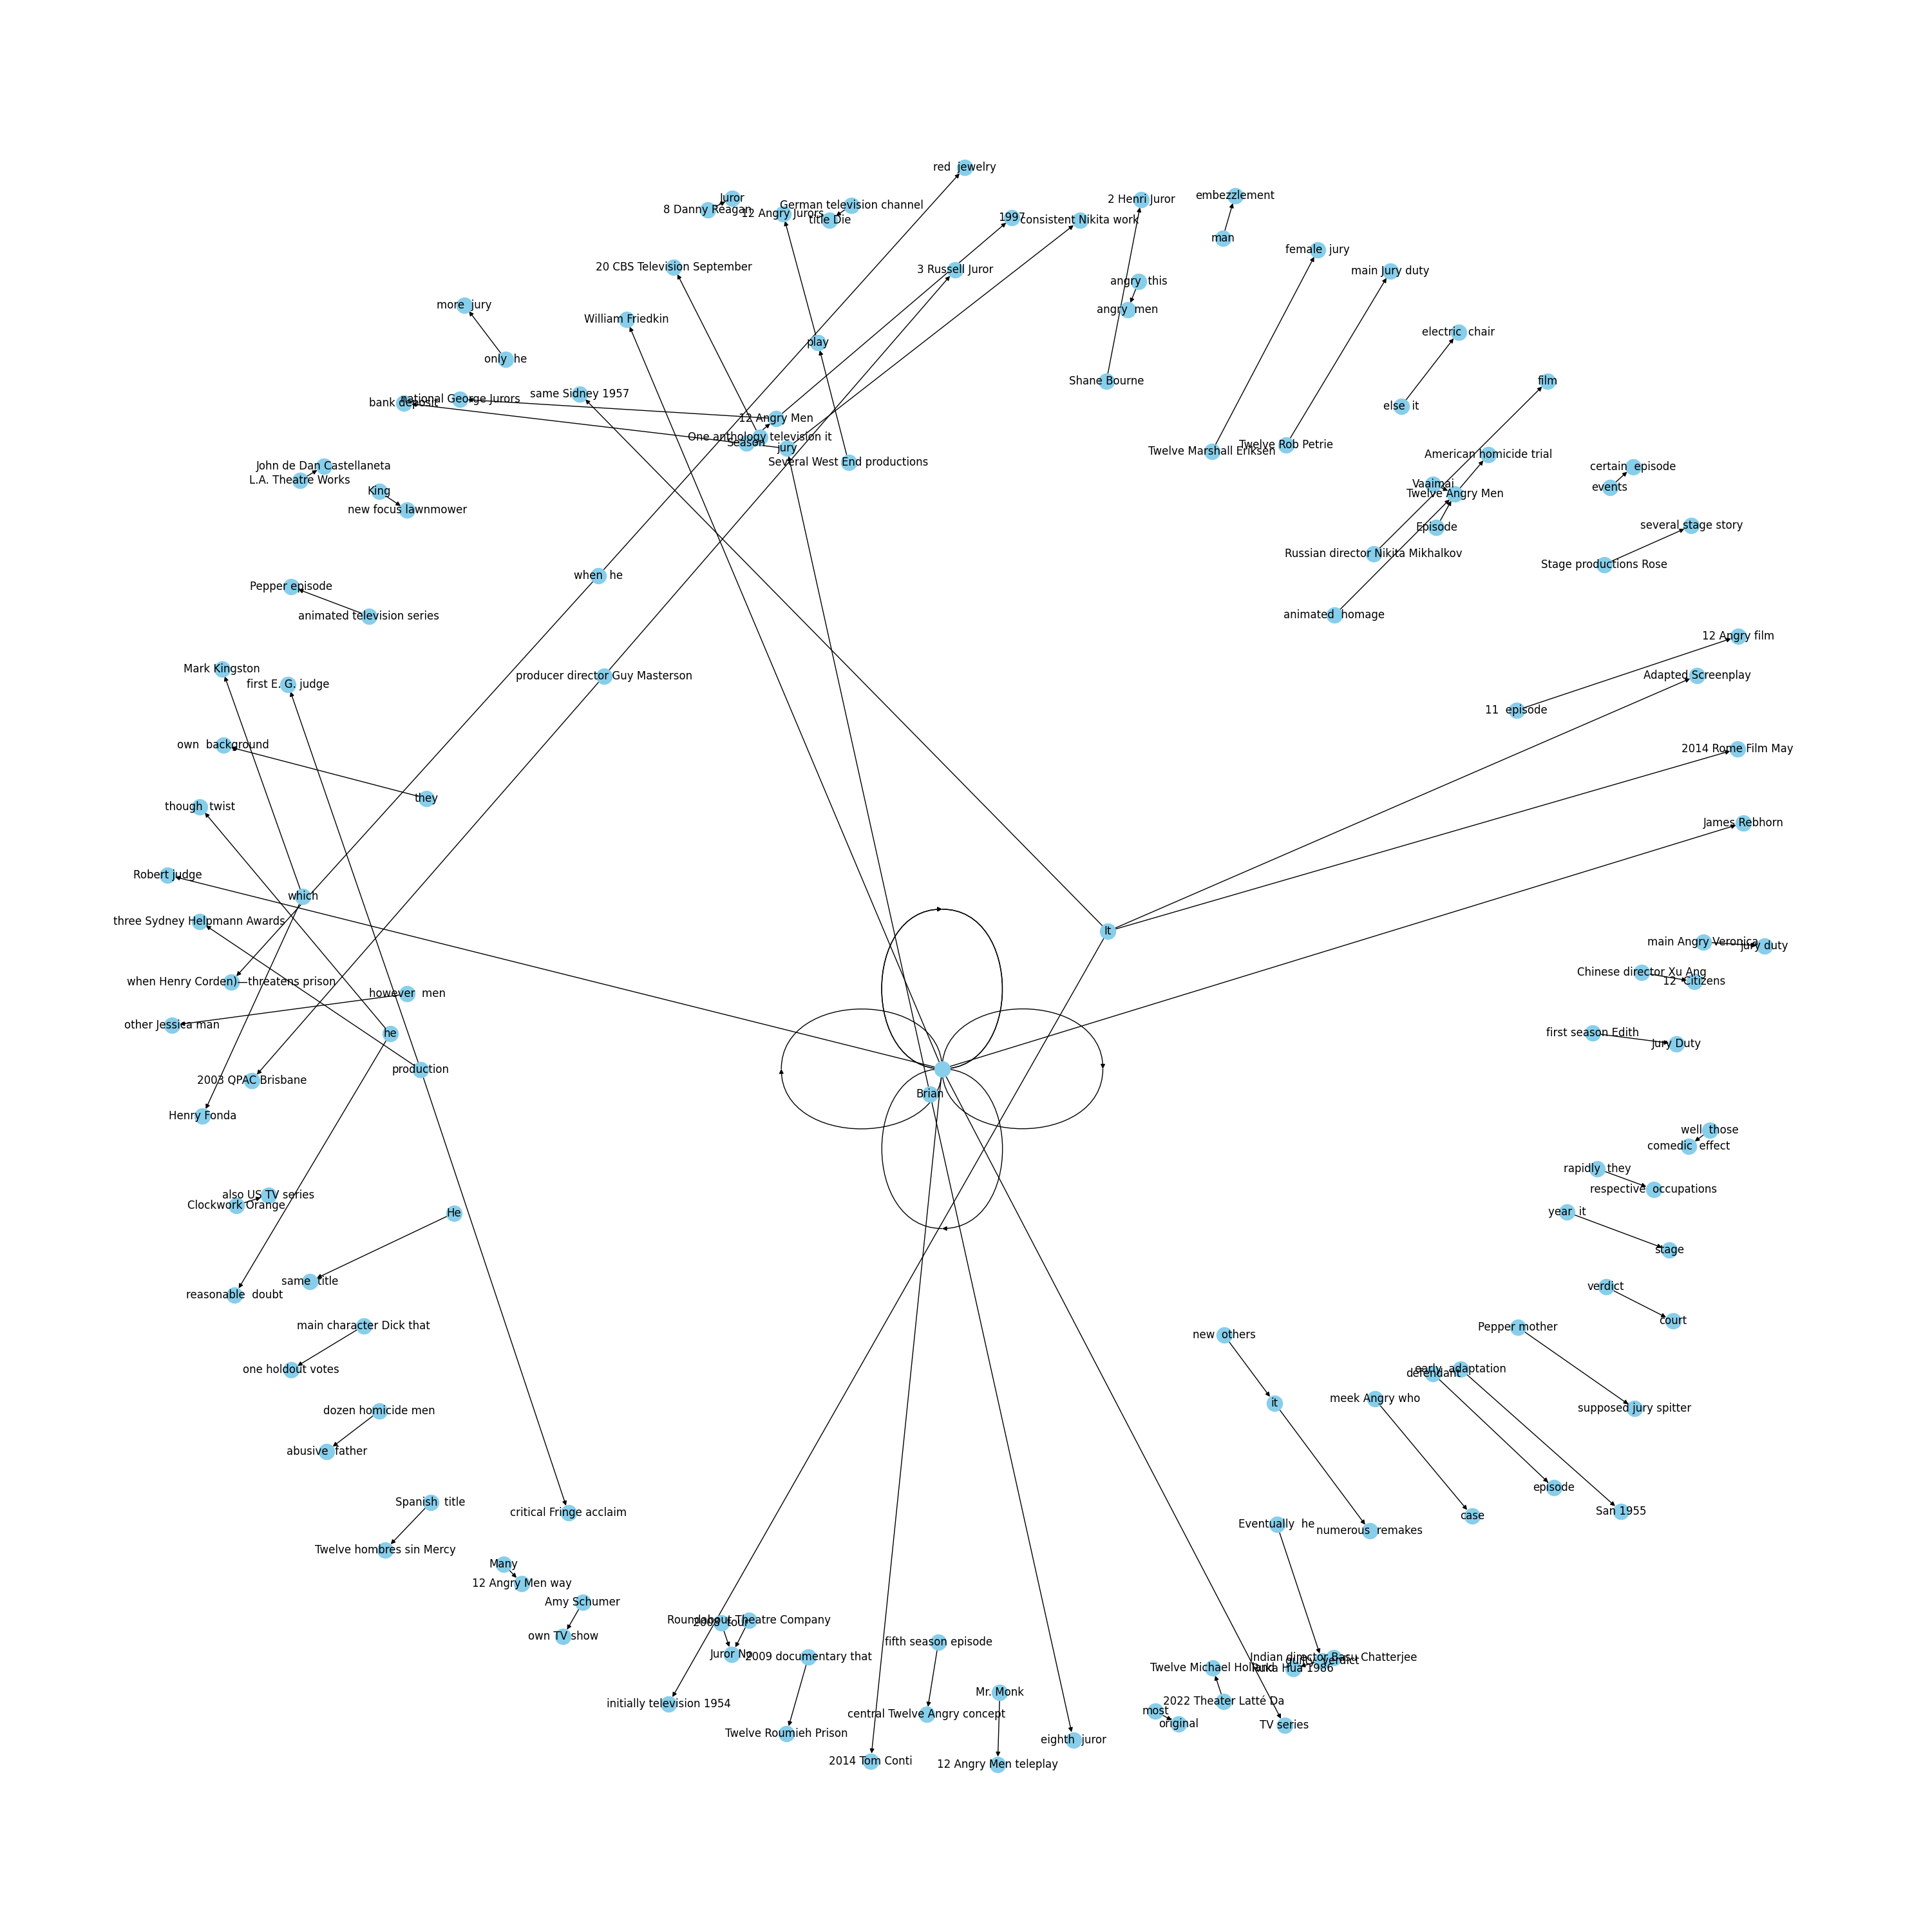 red  jewelry
Juror
8 Danny Reagan
12 Angry Jurors
German television channel
title Die
1997
consistent Nikita work
2 Henri Juror
embezzlement
man
female  jury
main Jury duty
20 CBS Television September
3 Russell Juror
angry  this
angry  men
more  jury
William Friedkin
electric  chair
only  he
play
Shane Bourne
film
bank deposit
national George Jurors
same Sidney 1957
12 Angry Men
else  it
One anthology television it
Season
jury
Several West End productions
Twelve Marshall Eriksen
Twelve Rob Petrie
American homicide trial
John de Dan Castellaneta
L.A. Theatre Works
certain  episode
events
King
new focus lawnmower
Vaaimai
Twelve Angry Men
Episode
several stage story
Russian director Nikita Mikhalkov
Stage productions Rose
when  he
Pepper episode
animated television series
animated  homage
12 Angry film
Mark Kingston
first E. G. judge
producer director Guy Masterson
Adapted Screenplay
11  episode
own  background
2014 Rome Film May
they
though  twist
James Rebhorn
Robert judge
which
three Sydney Helpmann Awards
It
main Angry Veronica
jury duty
when Henry Corden)—threatens prison
Chinese director Xu Ang
12  Citizens
however  men
other Jessica man
he
first season Edith
Jury Duty
production
2003 QPAC Brisbane
Brian
Henry Fonda
well  those
comedic  effect
rapidly  they
respective  occupations
also US TV series
Clockwork Orange
He
year  it
stage
same  title
reasonable  doubt
verdict
court
main character Dick that
new  others
Pepper mother
one holdout votes
early  adaptation
defendant
meek Angry who
it
supposed jury spitter
dozen homicide men
abusive  father
episode
Spanish  title
critical Fringe acclaim
case
San 1955
Eventually  he
numerous  remakes
Twelve hombres sin Mercy
Many
12 Angry Men way
Amy Schumer
own TV show
Roundabout Theatre Company
2008  tour
Juror No
2009 documentary that
fifth season episode
Indian director Basu Chatterjee
guilty  verdict
Twelve Michael Holland
Ruka Hua 1986
Mr. Monk
initially television 1954
central Twelve Angry concept
2022 Theater Latté Da
most
original
TV series
Twelve Roumieh Prison
eighth  juror
2014 Tom Conti
12 Angry Men teleplay